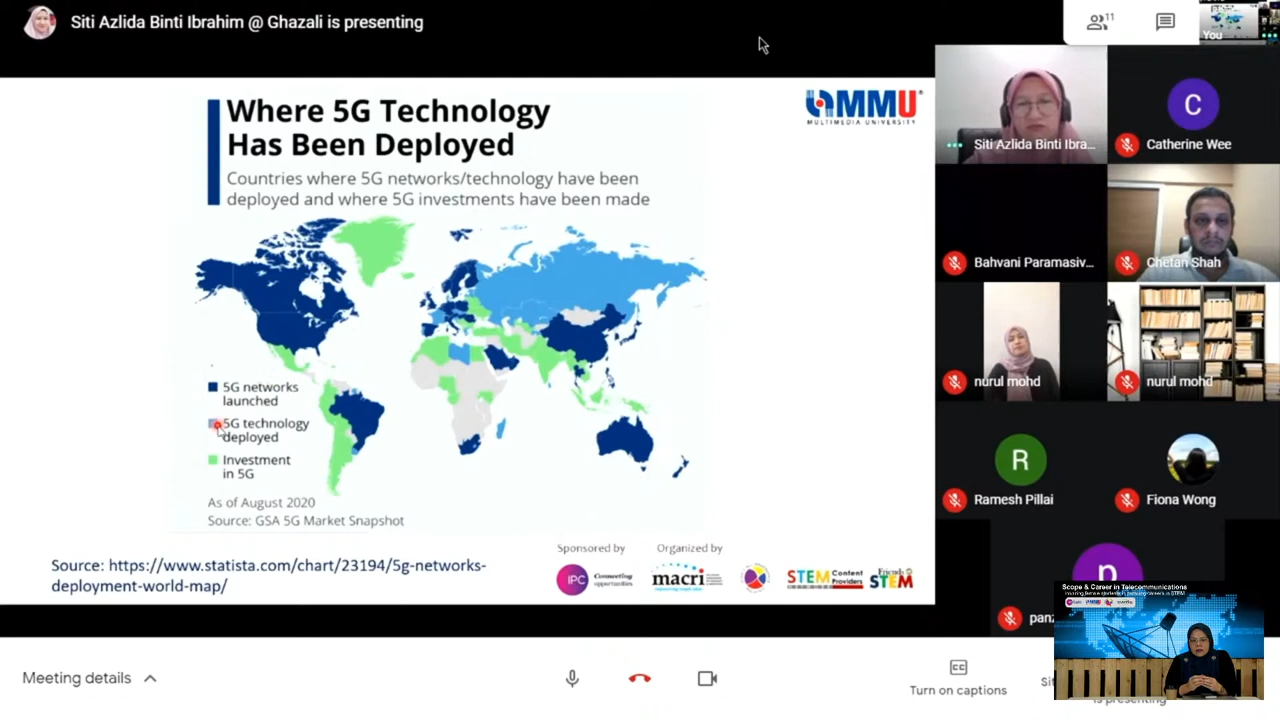 Siti Azlida Binti Ibrahim @ Ghazali is presenting
11
You
Where 5G Technology
Has Been Deployed
Countries where 5G networks/technology have been
deployed and where 5G investments have been made
MMU
MULTIMEDIA UNIVERSITY
5G networks
launched
5G technology
deployed
Investment
in 5G
As of August 2020
Source: GSA 5G Market Snapshot
Source: https://www.statista.com/chart/23194/5g-networks-
deployment-world-map/
Sponsored by
Organized by
IPC
Connecting
opportunities
macri
STEM Content
Providers
Friends
STEM
Siti Azlida Binti Ibra...
C
Catherine Wee
Bahvani Paramasiv...
Chetan Shah
nurul mohd
nurul mohd
R
Ramesh Pillai
Fiona Wong
p
Scope & Career in Telecommunications
Meeting details
CC
Turn on captions
is presenting